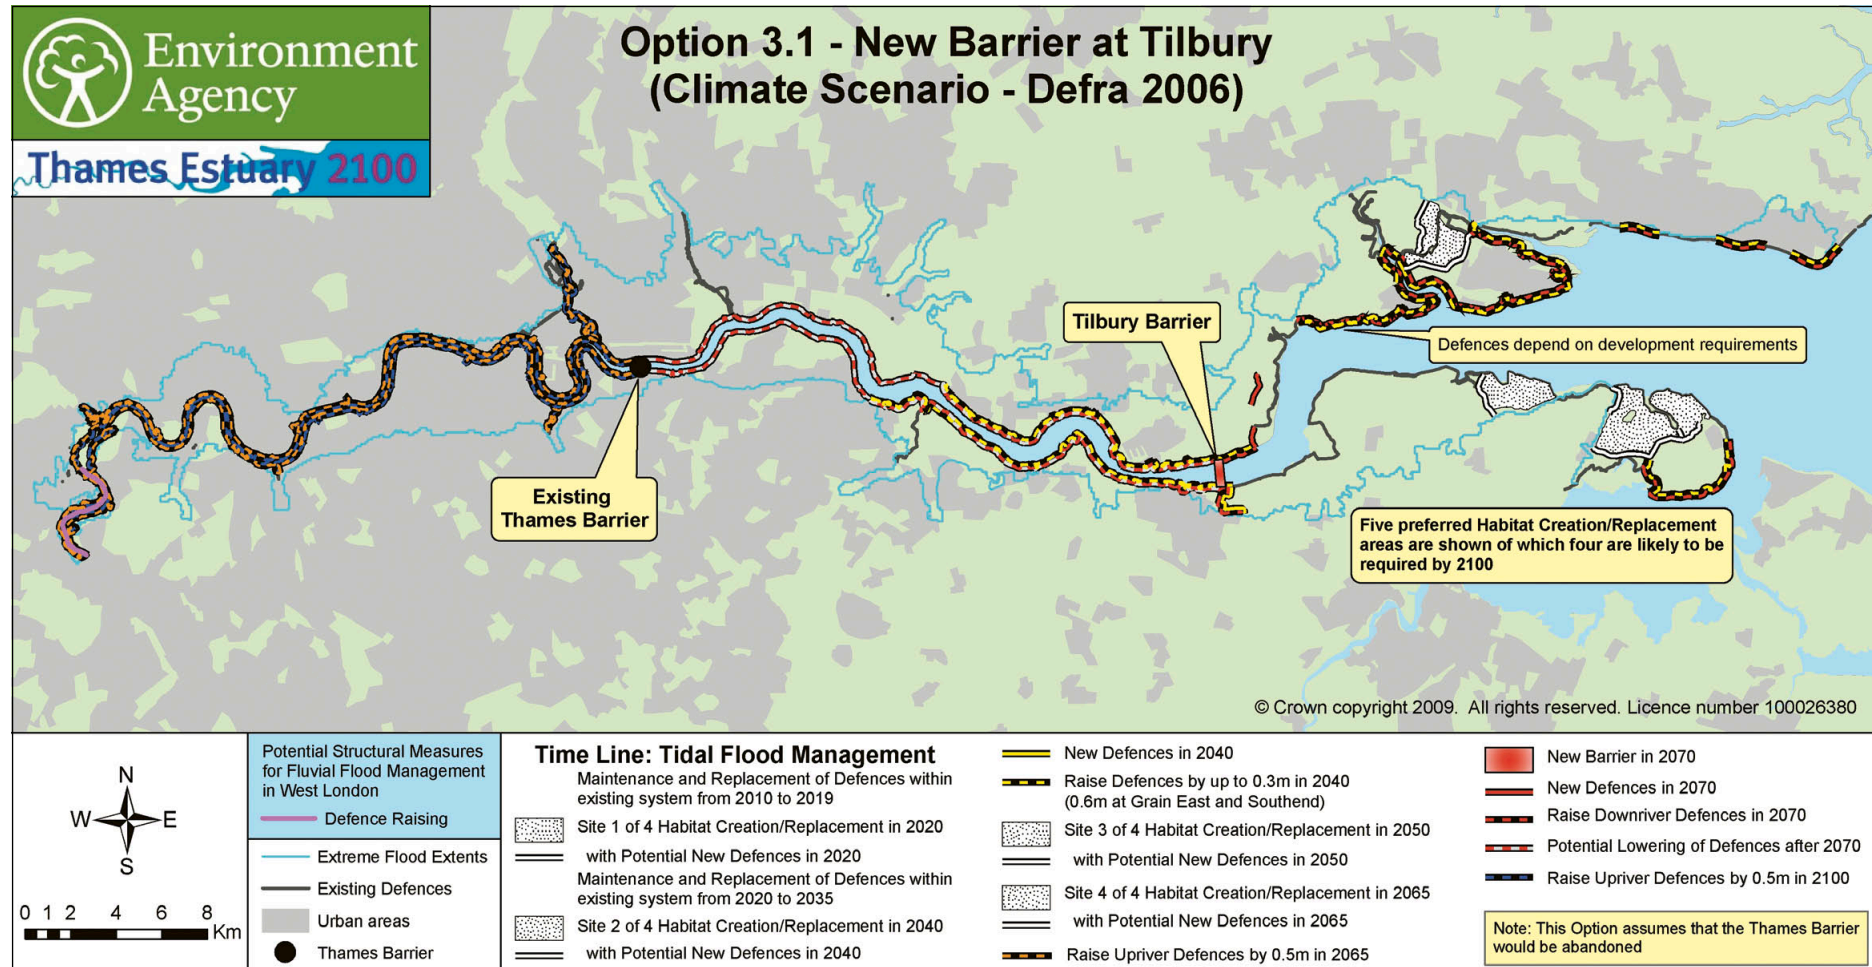 Environment
Agency
Thames Estuary 2100
Option 3.1 - New Barrier at Tilbury
(Climate Scenario - Defra 2006)
Tilbury Barrier
Defences depend on development requirements
Existing
Thames Barrier
Five preferred Habitat Creation/Replacement
areas are shown of which four are likely to be
required by 2100
© Crown copyright 2009. All rights reserved. Licence number 100026380
N
W
E
S
0 1 2 4 6 8
Km
Potential Structural Measures
for Fluvial Flood Management
in West London
Defence Raising
Extreme Flood Extents
Existing Defences
Urban areas
Thames Barrier
Time Line: Tidal Flood Management
Maintenance and Replacement of Defences within
existing system from 2010 to 2019
Site 1 of 4 Habitat Creation/Replacement in 2020
with Potential New Defences in 2020
Maintenance and Replacement of Defences within
existing system from 2020 to 2035
Site 2 of 4 Habitat Creation/Replacement in 2040
with Potential New Defences in 2040
New Defences in 2040
Raise Defences by up to 0.3m in 2040
(0.6m at Grain East and Southend)
Site 3 of 4 Habitat Creation/Replacement in 2050
with Potential New Defences in 2050
Site 4 of 4 Habitat Creation/Replacement in 2065
with Potential New Defences in 2065
Raise Upriver Defences by 0.5m in 2065
New Barrier in 2070
New Defences in 2070
Raise Downriver Defences in 2070
Potential Lowering of Defences after 2070
Raise Upriver Defences by 0.5m in 2100
Note: This Option assumes that the Thames Barrier
would be abandoned